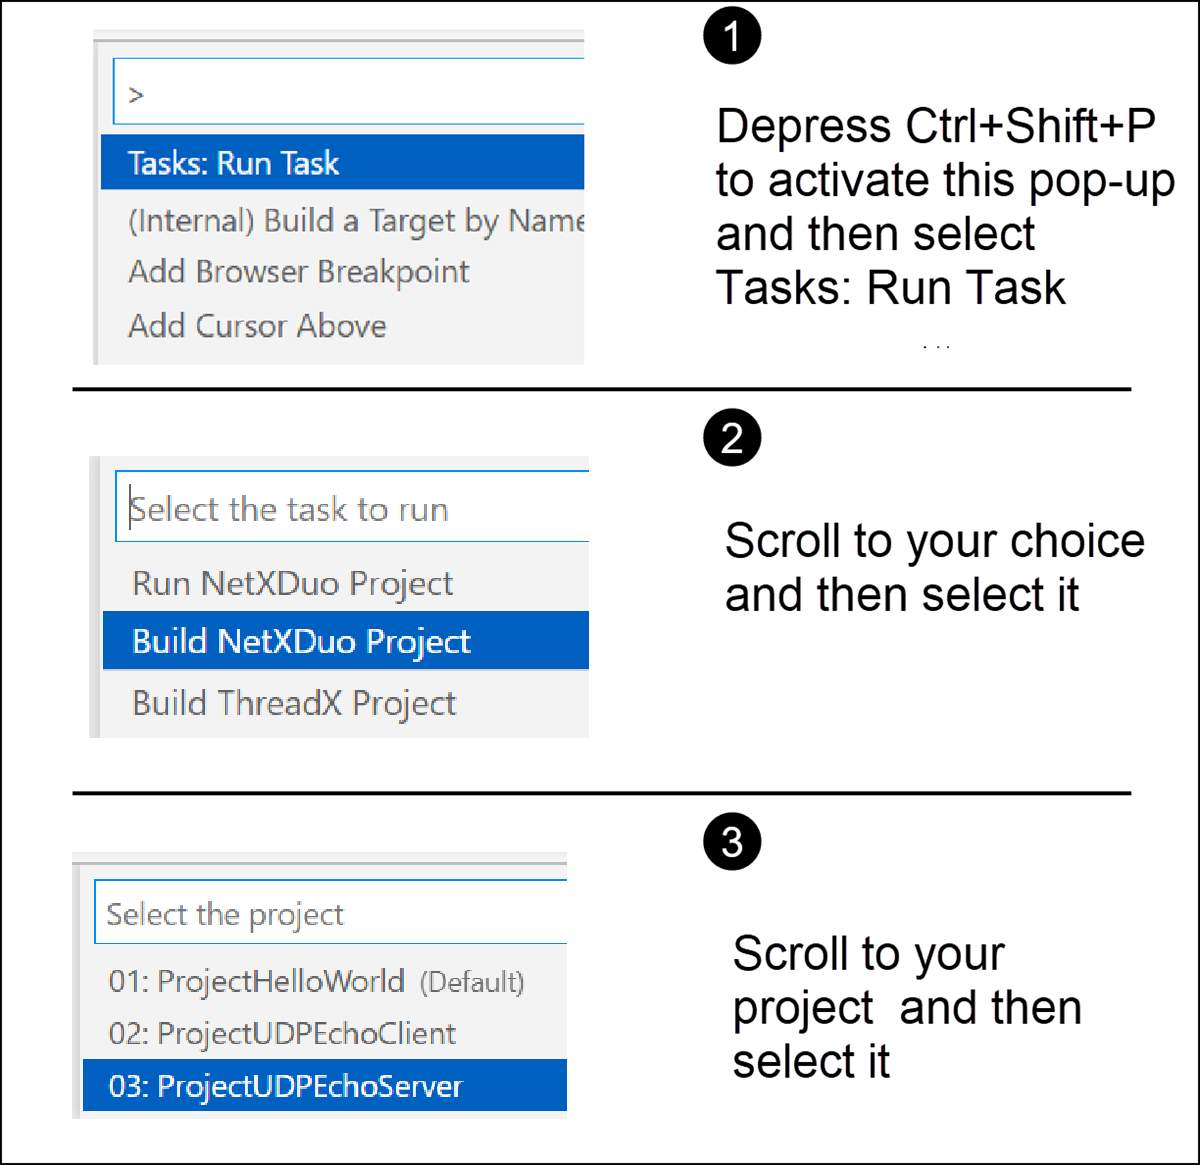 1
>
Tasks: Run Task
(Internal) Build a Target by Name
Add Browser Breakpoint
Add Cursor Above
Depress Ctrl+Shift+P
to activate this pop-up
and then select
Tasks: Run Task
...
2
Select the task to run
Run NetXDuo Project
Build NetXDuo Project
Build ThreadX Project
Scroll to your choice
and then select it
3
Select the project
01: ProjectHelloWorld (Default)
02: ProjectUDPEchoClient
03: ProjectUDPEchoServer
Scroll to your
project  and then
select it